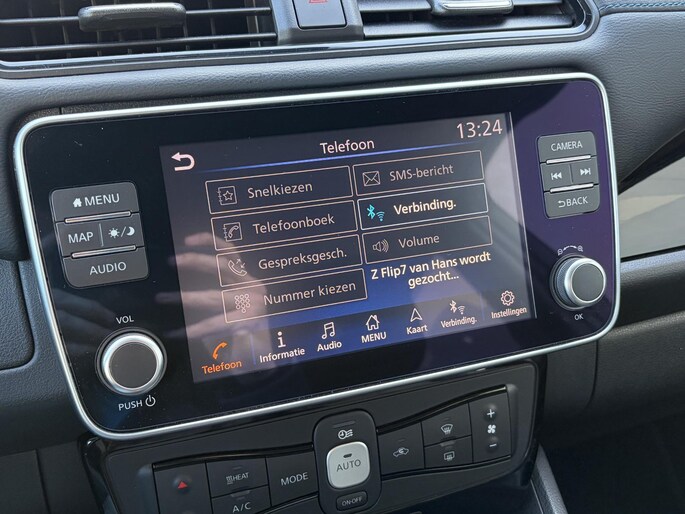 13:24
Telefoon
Snelkiezen
SMS-bericht
Telefoonboek
Verbinding.
Gespreksgesch.
Volume
Nummer kiezen
Z Flip7 van Hans wordt
gezocht...
Telefoon
Informatie
Audio
MENU
Kaart
Verbinding.
Instellingen
MENU
MAP
AUDIO
VOL
PUSH
CAMERA
BACK
OK
HEAT
A/C
MODE
AUTO
ON·OFF
+
−